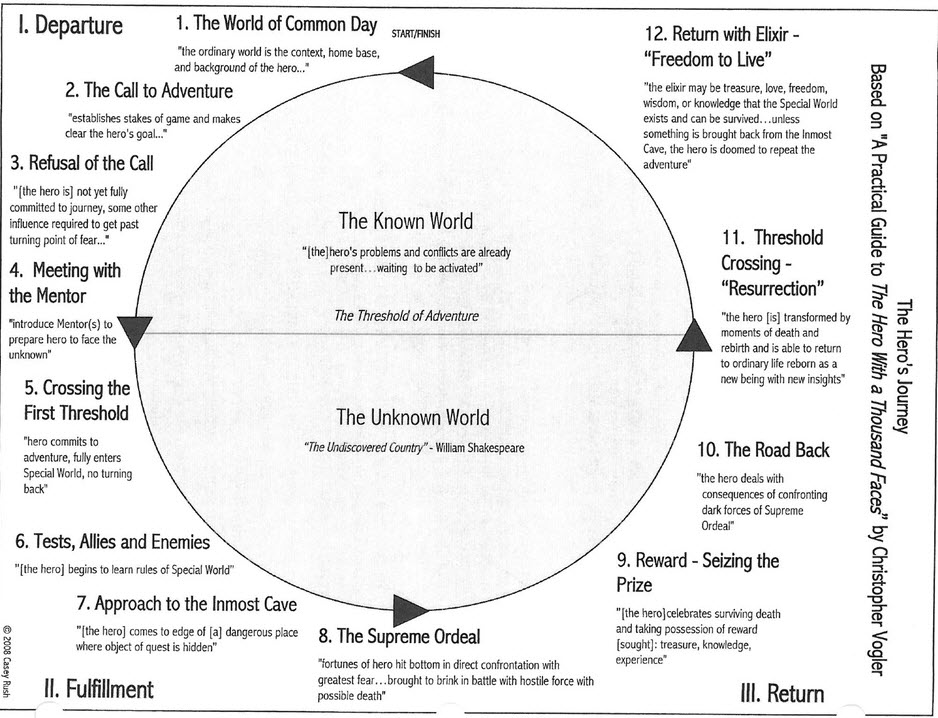 I. Departure
1. The World of Common Day
START/FINISH
"the ordinary world is the context, home base,
and background of the hero..."
2. The Call to Adventure
"establishes stakes of game and makes
clear the hero's goal..."
3. Refusal of the Call
"[the hero is] not yet fully
committed to journey, some other
influence required to get past
turning point of fear..."
4. Meeting with
the Mentor
"introduce Mentor(s) to
prepare hero to face the
unknown"
5. Crossing the
First Threshold
"hero commits to
adventure, fully enters
Special World, no turning
back"
6. Tests, Allies and Enemies
"[the hero] begins to learn rules of Special World"
7. Approach to the Inmost Cave
"[the hero] comes to edge of [a] dangerous place
where object of quest is hidden"
II. Fulfillment
8. The Supreme Ordeal
"fortunes of hero hit bottom in direct confrontation with
greatest fear...brought to brink in battle with hostile force with
possible death"
9. Reward - Seizing the
Prize
"[the hero]celebrates surviving death
and taking possession of reward
[sought]: treasure, knowledge,
experience"
III. Return
10. The Road Back
"the hero deals with
consequences of confronting
dark forces of Supreme
Ordeal"
11. Threshold
Crossing -
"Resurrection"
"the hero [is] transformed by
moments of death and
rebirth and is able to return
to ordinary life reborn as a
new being with new insights"
12. Return with Elixir -
"Freedom to Live"
"the elixir may be treasure, love, freedom,
wisdom, or knowledge that the Special World
exists and can be survived...unless
something is brought back from the Inmost
Cave, the hero is doomed to repeat the
adventure"
The Known World
"[the]hero's problems and conflicts are already
present...waiting to be activated"
The Threshold of Adventure
The Unknown World
"The Undiscovered Country" - William Shakespeare
The Hero's Journey
Based on "A Practical Guide to The Hero With a Thousand Faces" by Christopher Vogler
© 2008 Casey Rush